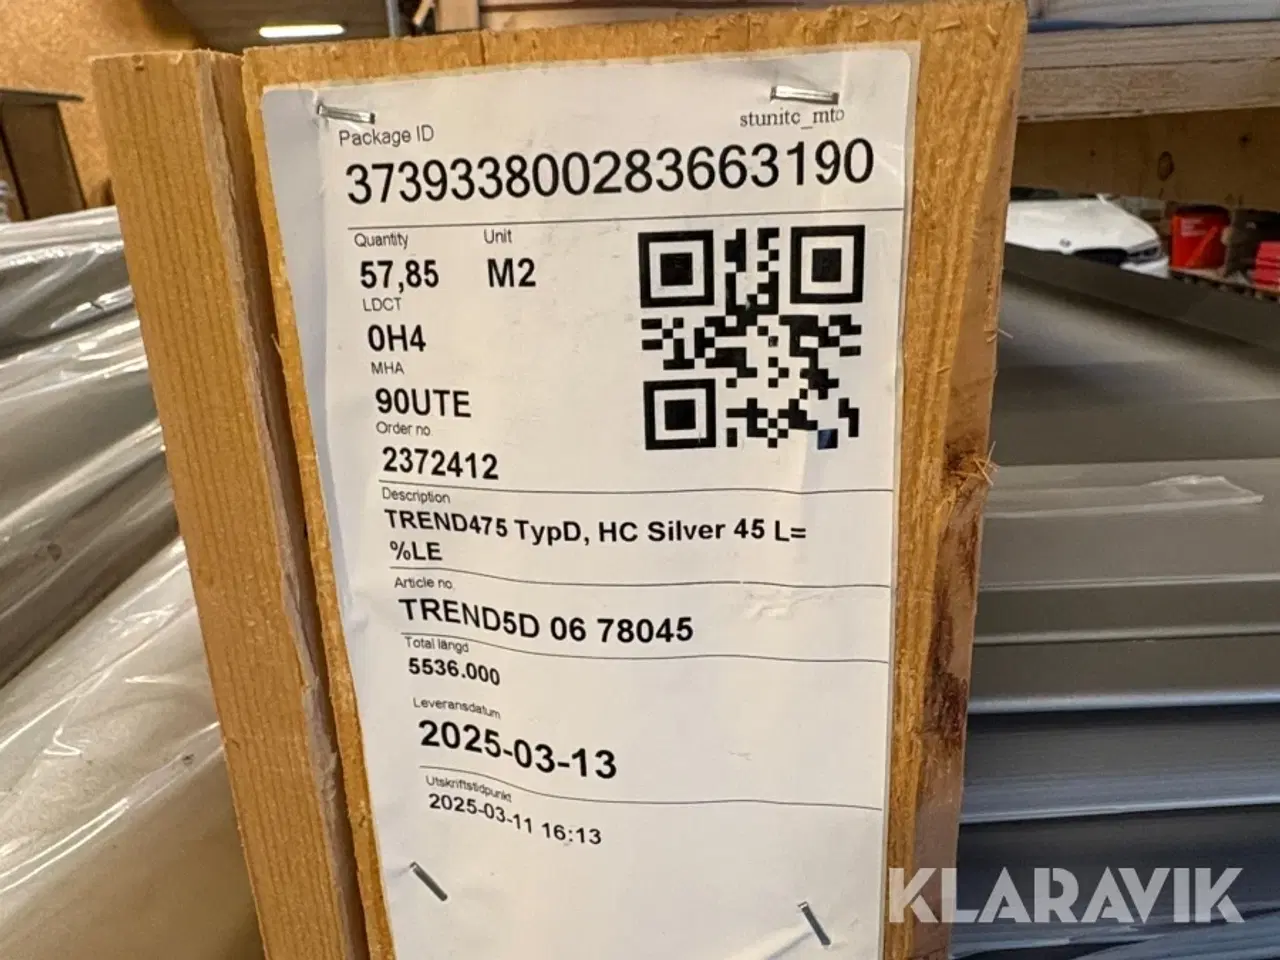 stunitc_mto
Package ID
373933800283663190
Quantity
Unit
57,85
M2
LDCT
0H4
MHA
90UTE
Order no
2372412
Description
TREND475 TypD, HC Silver 45 L=
%LE
Article no.
TREND5D 06 78045
Total längd
5536.000
Leveransdatum
2025-03-13
Utskriftstidpunkt
2025-03-11 16:13
KLARAVIK